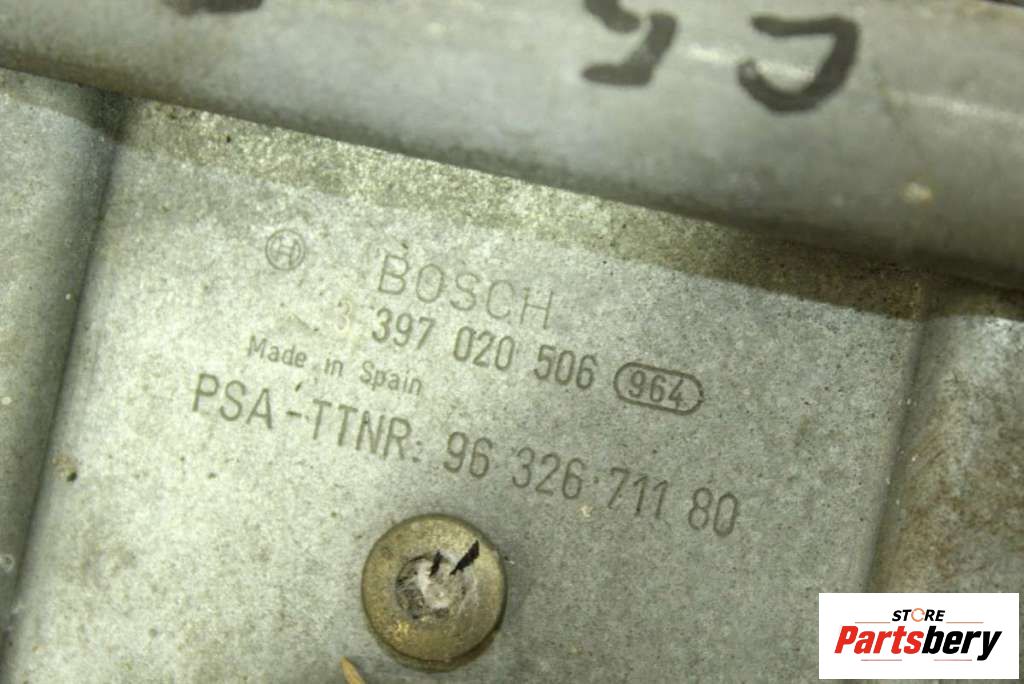 BOSCH
3 397 020 506 964
Made in Spain
PSA-TTNR: 96 326 711 80
STORE
Partsbery